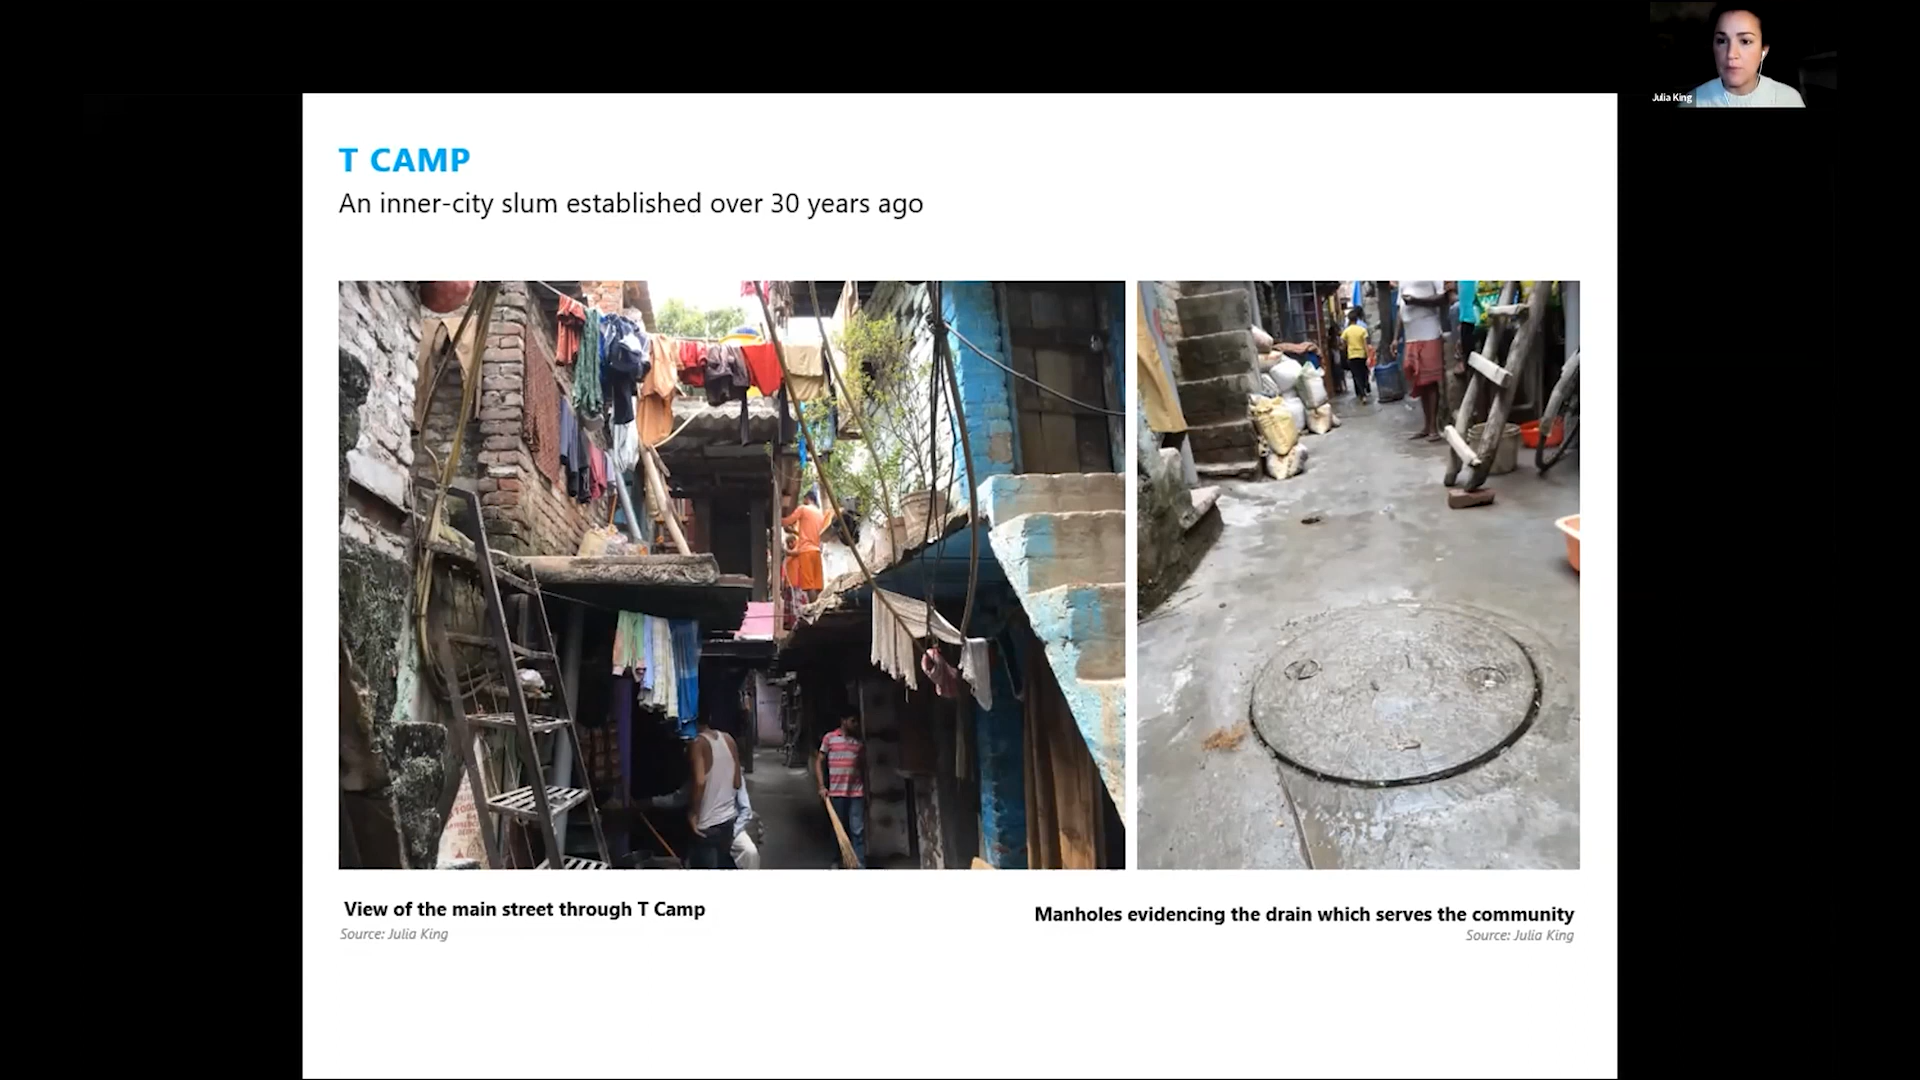 Julia King
T CAMP
An inner-city slum established over 30 years ago
View of the main street through T Camp
Source: Julia King
Manholes evidencing the drain which serves the community
Source: Julia King